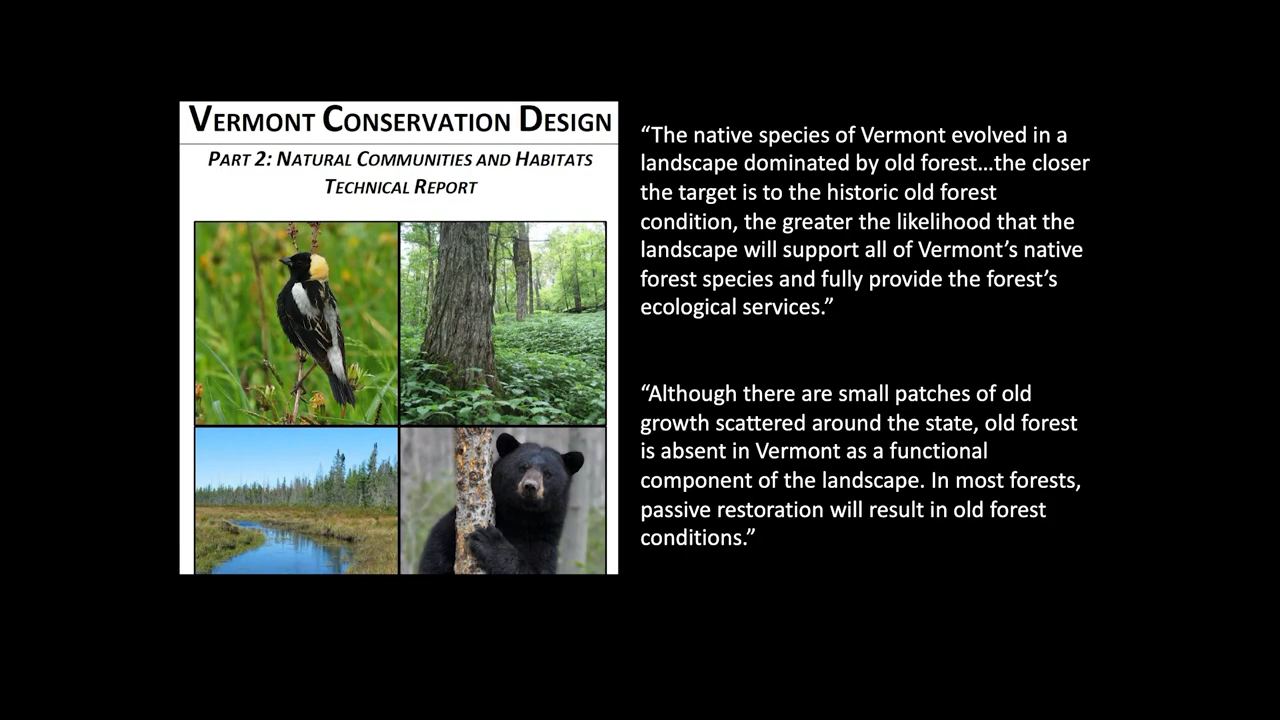 VERMONT CONSERVATION DESIGN
PART 2: NATURAL COMMUNITIES AND HABITATS
TECHNICAL REPORT
“The native species of Vermont evolved in a
landscape dominated by old forest...the closer
the target is to the historic old forest
condition, the greater the likelihood that the
landscape will support all of Vermont’s native
forest species and fully provide the forest’s
ecological services.”
“Although there are small patches of old
growth scattered around the state, old forest
is absent in Vermont as a functional
component of the landscape. In most forests,
passive restoration will result in old forest
conditions.”